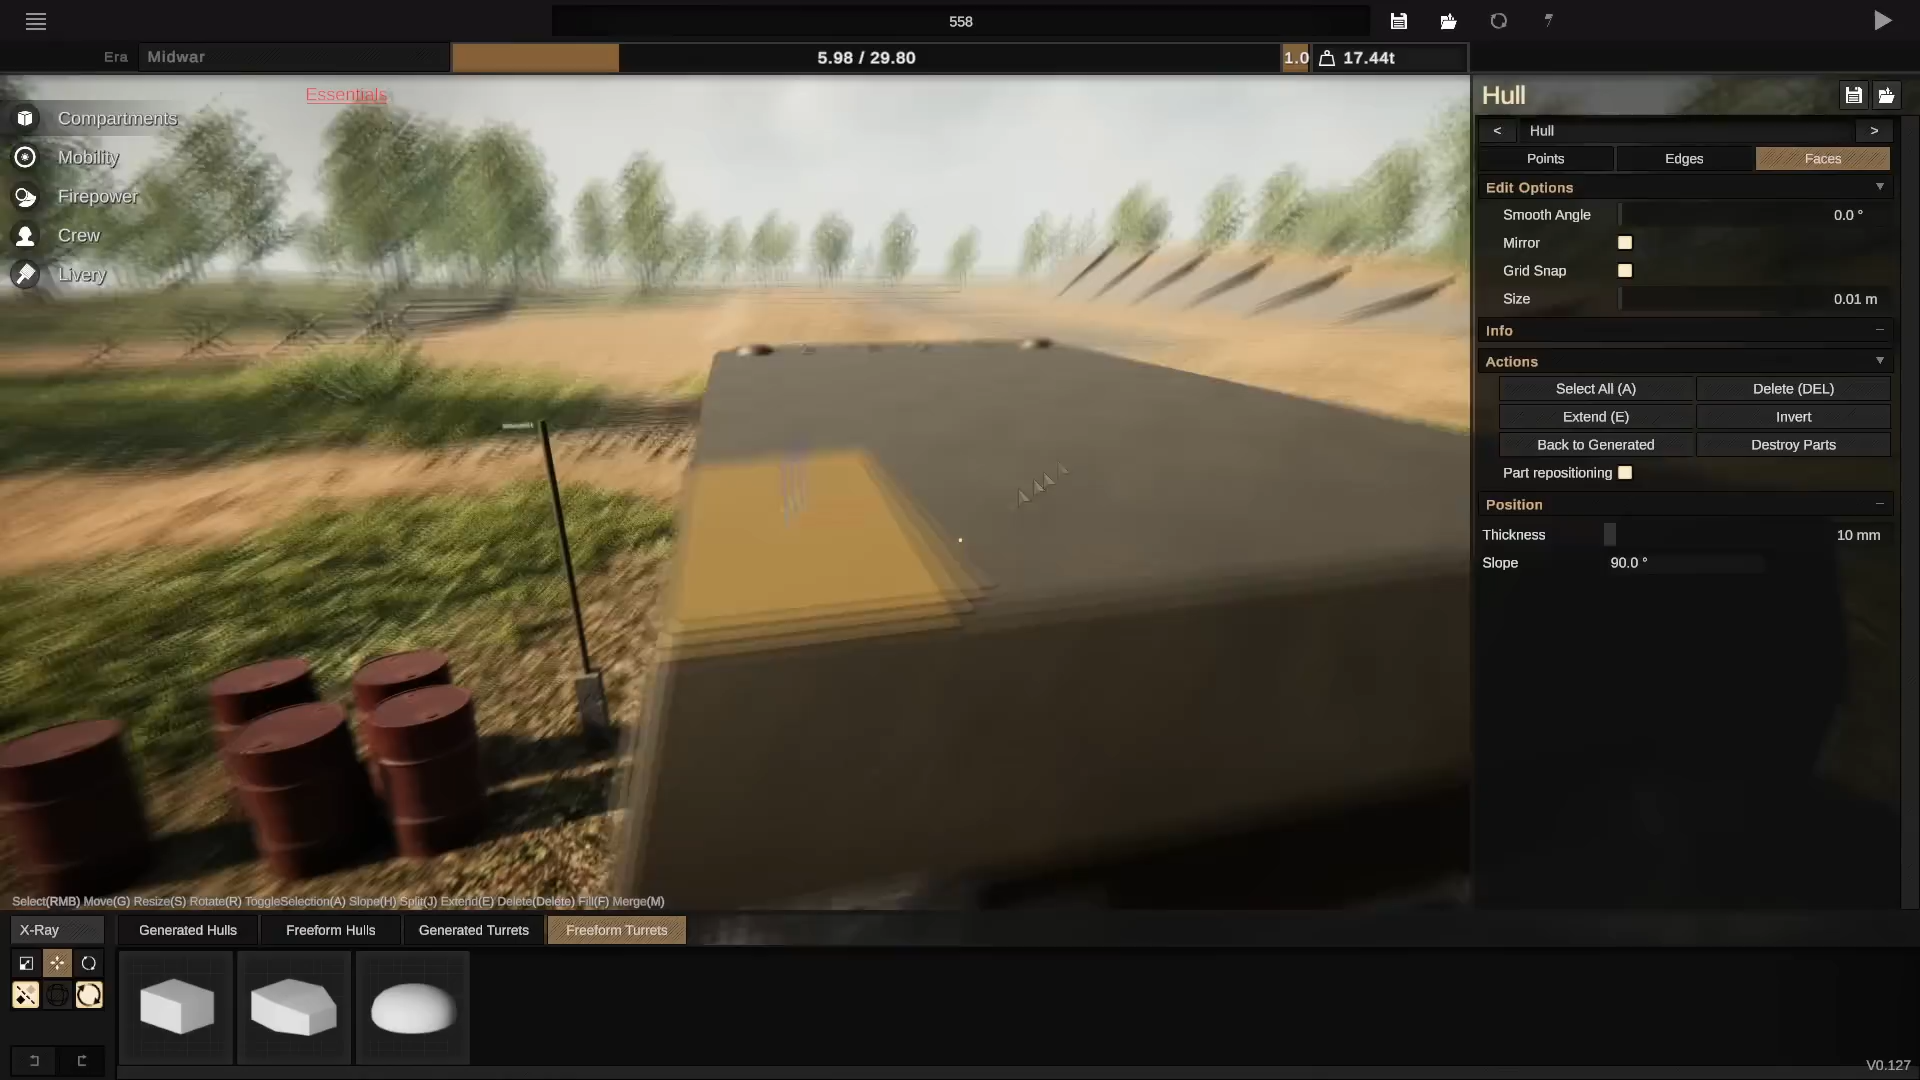 558
Era
Midwar
5.98 / 29.80
1.0
17.44t
Essentials
Compartments
Mobility
Firepower
Crew
Livery
Hull
< Hull >
Points Edges Faces
Edit Options
Smooth Angle 0.0 °
Mirror
Grid Snap
Size 0.01 m
Info
Actions
Select All (A) Delete (DEL)
Extend (E) Invert
Back to Generated Destroy Parts
Part repositioning
Position
Thickness 10 mm
Slope 90.0 °
Select(RMB) Move(G) Resize(S) Rotate(R) ToggleSelection(A) Slope(H) Split(J) Extend(E) Delete(Delete) Fill(F) Merge(M)
X-Ray Generated Hulls Freeform Hulls Generated Turrets Freeform Turrets
V0.127